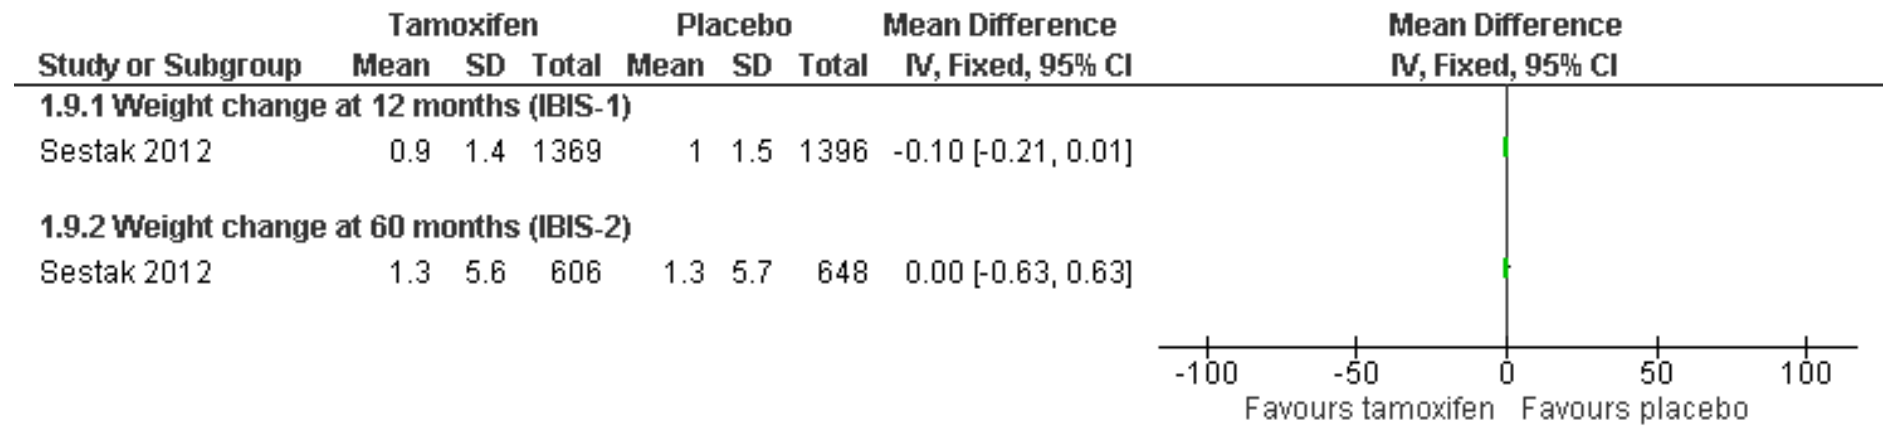 Tamoxifen Placebo Mean Difference Mean Difference
Study or Subgroup Mean SD Total Mean SD Total IV, Fixed, 95% CI IV, Fixed, 95% CI
1.9.1 Weight change at 12 months (IBIS-1)
Sestak 2012 0.9 1.4 1369 1 1.5 1396 -0.10 [-0.21, 0.01]
1.9.2 Weight change at 60 months (IBIS-2)
Sestak 2012 1.3 5.6 606 1.3 5.7 648 0.00 [-0.63, 0.63]
-100 -50 0 50 100
Favours tamoxifen Favours placebo